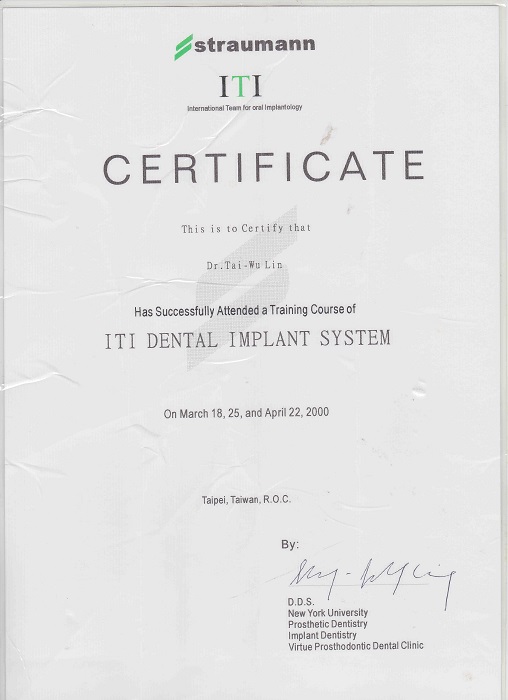 straumann
ITI
International Team for oral Implantology
CERTIFICATE
This is to Certify that
Dr.Tai-Wu Lin
Has Successfully Attended a Training Course of
ITI DENTAL IMPLANT SYSTEM
On March 18, 25, and April 22, 2000
Taipei, Taiwan, R.O.C.
By:
D.D.S.
New York University
Prosthetic Dentistry
Implant Dentistry
Virtue Prosthodontic Dental Clinic